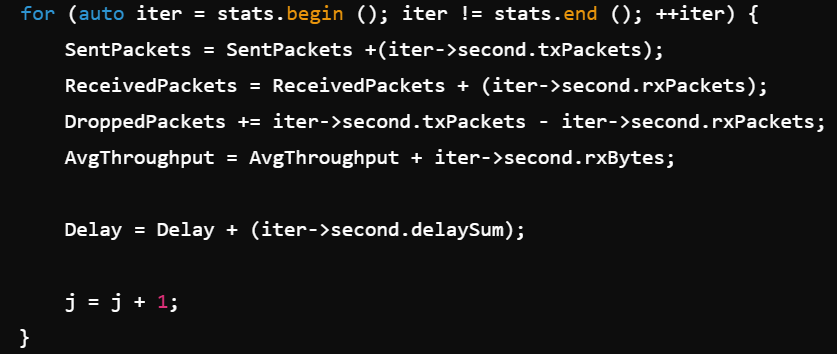 for (auto iter = stats.begin (); iter != stats.end (); ++iter) {
    SentPackets = SentPackets +(iter->second.txPackets);
    ReceivedPackets = ReceivedPackets + (iter->second.rxPackets);
    DroppedPackets += iter->second.txPackets - iter->second.rxPackets;
    AvgThroughput = AvgThroughput + iter->second.rxBytes;
    Delay = Delay + (iter->second.delaySum);
    j = j + 1;
}